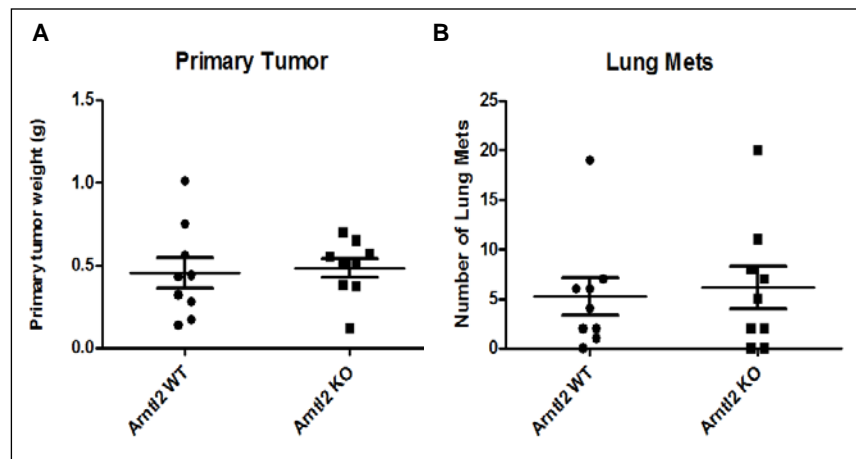 A
Primary Tumor
Primary tumor weight (g)
1.5
1.0
0.5
0.0
Arntl2 WT
Arntl2 KO
B
Lung Mets
Number of Lung Mets
25
20
15
10
5
0
Arntl2 WT
Arntl2 KO